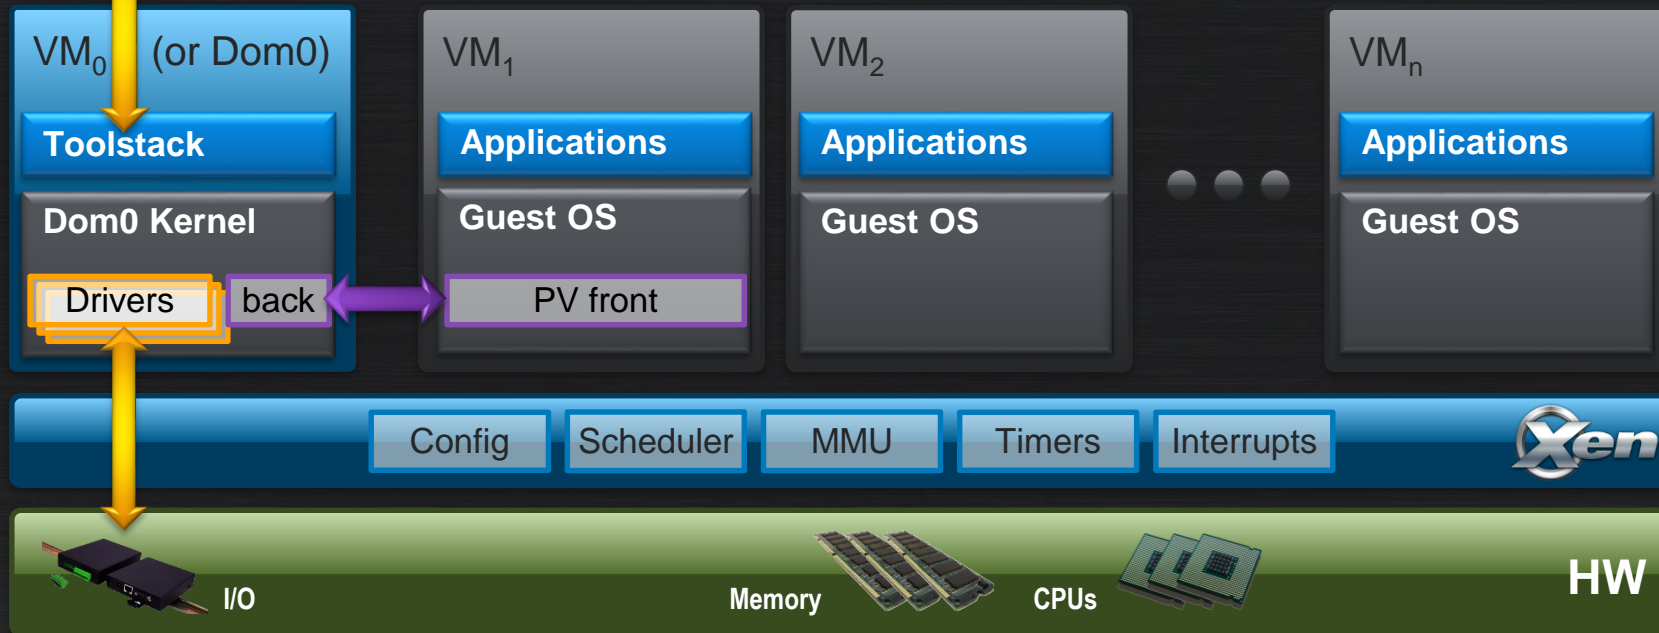 VM0 (or Dom0)
Toolstack
Dom0 Kernel
Drivers
back
VM1
Applications
Guest OS
PV front
VM2
Applications
Guest OS
VMn
Applications
Guest OS
Config
Scheduler
MMU
Timers
Interrupts
Xen
I/O
Memory
CPUs
HW